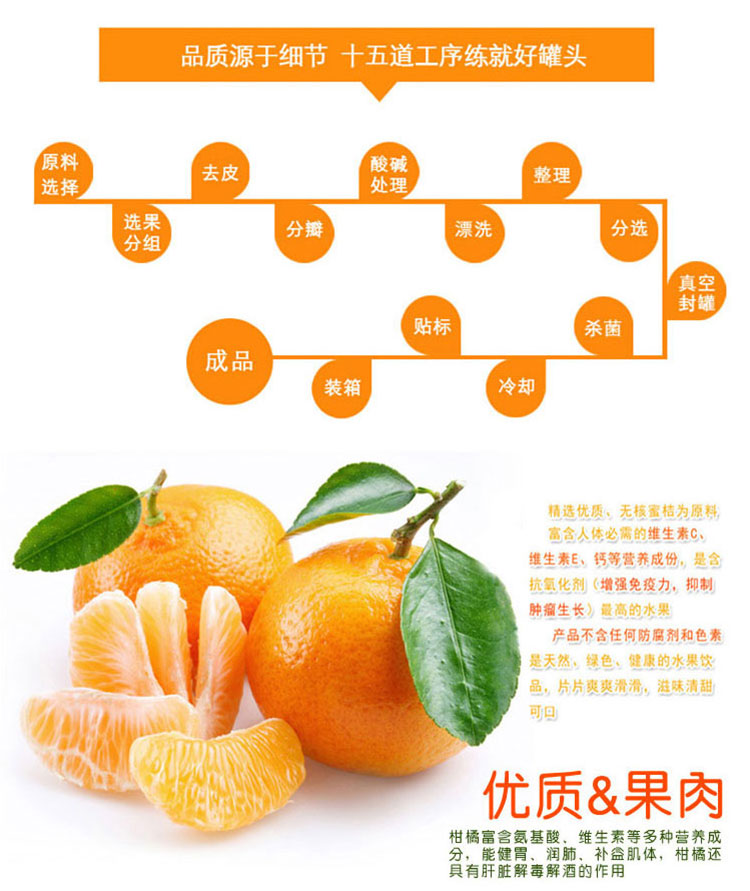 品质源于细节 十五道工序练就好罐头
原料
选择
选果
分组
去皮
分瓣
酸碱
处理
漂洗
整理
分选
真空
封罐
杀菌
冷却
贴标
装箱
成品
精选优质、无核蜜桔为原料
富含人体必需的维生素C、
维生素E、钙等营养成份，是含
抗氧化剂（增强免疫力，抑制
肿瘤生长）最高的水果
产品不含任何防腐剂和色素
是天然、绿色、健康的水果饮
品，片片爽爽滑滑，滋味清甜
可口
优质&果肉
柑橘富含氨基酸、维生素等多种营养成
分，能健胃、润肺、补益肌体，柑橘还
具有肝脏解毒解酒的作用